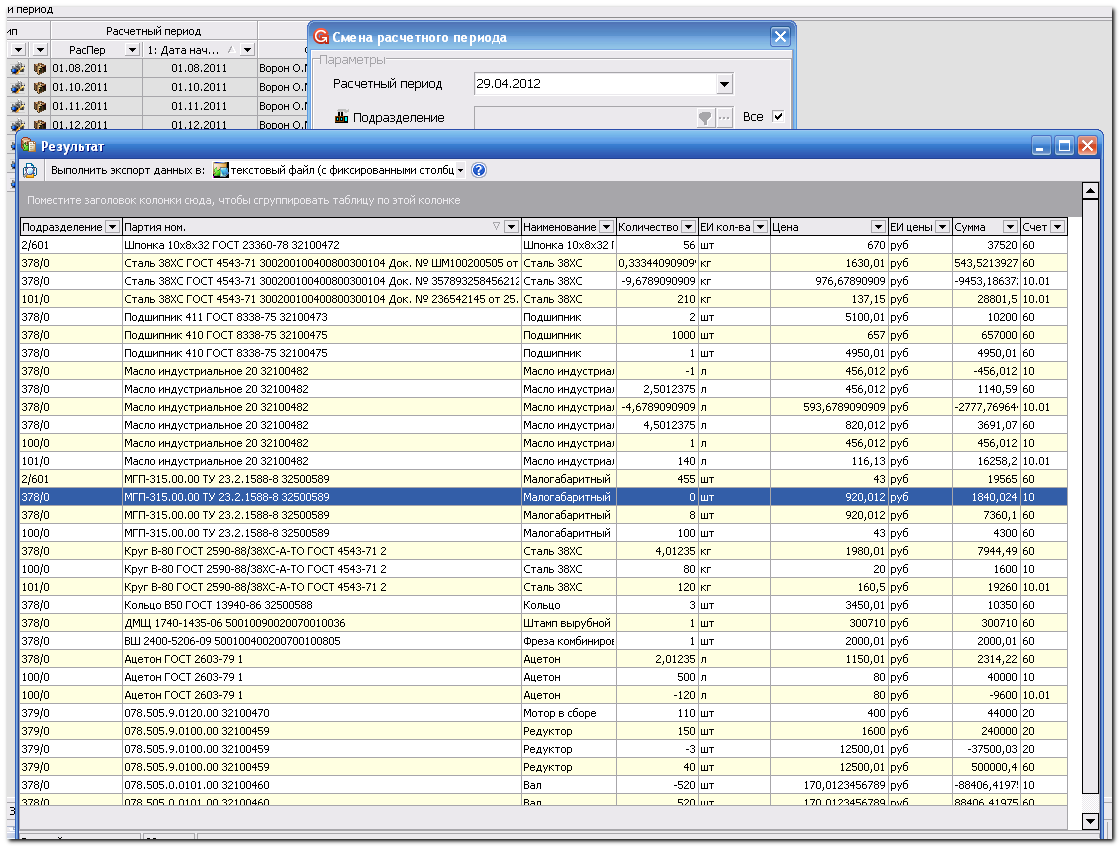 и периoд
ип Расчетный период
РасПер 1: Дата нач...
01.08.2011 01.08.2011 Ворон О.
01.10.2011 01.10.2011 Ворон О.
01.11.2011 01.11.2011 Ворон О.
01.12.2011 01.12.2011 Ворон О.
Смена расчетного периода
Параметры
Расчетный период 29.04.2012
Подразделение ... Все
Результат
Выполнить экспорт данных в: текстовый файл (с фиксированными столбц
Поместите заголовок колонки сюда, чтобы сгруппировать таблицу по этой колонке
Подразделение Партия ном. Наименование Количество ЕИ кол-ва Цена ЕИ цены Сумма Счет
2/601 Шпонка 10х8х32 ГОСТ 23360-78 32100472 Шпонка 10х8х32 Г 56 шт 670 руб 37520 60
378/0 Сталь 38ХС ГОСТ 4543-71 300200100400800300104 Док. № ШМ100200505 от Сталь 38ХС 0,33344090909 кг 1630,01 руб 543,5213927 60
378/0 Сталь 38ХС ГОСТ 4543-71 300200100400800300104 Док. № 357893258456212 Сталь 38ХС -9,6789090909 кг 976,67890909 руб -9453,18637 10.01
101/0 Сталь 38ХС ГОСТ 4543-71 300200100400800300104 Док. № 236542145 от 25. Сталь 38ХС 210 кг 137,15 руб 28801,5 10.01
378/0 Подшипник 411 ГОСТ 8338-75 32100473 Подшипник 2 шт 5100,01 руб 10200 60
378/0 Подшипник 410 ГОСТ 8338-75 32100475 Подшипник 1000 шт 657 руб 657000 60
378/0 Подшипник 410 ГОСТ 8338-75 32100475 Подшипник 1 шт 4950,01 руб 4950,01 60
378/0 Масло индустриальное 20 32100482 Масло индустриал -1 л 456,012 руб -456,012 10
378/0 Масло индустриальное 20 32100482 Масло индустриал 2,5012375 л 456,012 руб 1140,59 60
378/0 Масло индустриальное 20 32100482 Масло индустриал -4,6789090909 л 593,6789090909 руб -2777,76964 10.01
378/0 Масло индустриальное 20 32100482 Масло индустриал 4,5012375 л 820,012 руб 3691,07 60
100/0 Масло индустриальное 20 32100482 Масло индустриал 1 л 456,012 руб 456,012 10
101/0 Масло индустриальное 20 32100482 Масло индустриал 140 л 116,13 руб 16258,2 10.01
2/601 МГП-315.00.00 ТУ 23.2.1588-8 32500589 Малогабаритный 455 шт 43 руб 19565 60
378/0 МГП-315.00.00 ТУ 23.2.1588-8 32500589 Малогабаритный 0 шт 920,012 руб 1840,024 10
378/0 МГП-315.00.00 ТУ 23.2.1588-8 32500589 Малогабаритный 8 шт 920,012 руб 7360,1 60
100/0 МГП-315.00.00 ТУ 23.2.1588-8 32500589 Малогабаритный 100 шт 43 руб 4300 60
378/0 Круг В-80 ГОСТ 2590-88/38ХС-А-ТО ГОСТ 4543-71 2 Сталь 38ХС 4,01235 кг 1980,01 руб 7944,49 60
100/0 Круг В-80 ГОСТ 2590-88/38ХС-А-ТО ГОСТ 4543-71 2 Сталь 38ХС 80 кг 20 руб 1600 10
101/0 Круг В-80 ГОСТ 2590-88/38ХС-А-ТО ГОСТ 4543-71 2 Сталь 38ХС 120 кг 160,5 руб 19260 10.01
378/0 Кольцо В50 ГОСТ 13940-86 32500588 Кольцо 3 шт 3450,01 руб 10350 60
378/0 ДМЩ 1740-1435-06 50010090020070010036 Штамп вырубной 1 шт 300710 руб 300710 60
378/0 ВШ 2400-5206-09 500100400200700100805 Фреза комбиниров 1 шт 2000,01 руб 2000,01 60
378/0 Ацетон ГОСТ 2603-79 1 Ацетон 2,01235 л 1150,01 руб 2314,22 60
100/0 Ацетон ГОСТ 2603-79 1 Ацетон 500 л 80 руб 40000 10
100/0 Ацетон ГОСТ 2603-79 1 Ацетон -120 л 80 руб -9600 10.01
379/0 078.505.9.0120.00 32100470 Мотор в сборе 110 шт 400 руб 44000 20
379/0 078.505.9.0100.00 32100459 Редуктор 150 шт 1600 руб 240000 20
379/0 078.505.9.0100.00 32100459 Редуктор -3 шт 12500,01 руб -37500,03 20
379/0 078.505.9.0100.00 32100459 Редуктор 40 шт 12500,01 руб 500000,4 60
378/0 078.505.0.0101.00 32100460 Вал -520 шт 170,0123456789 руб -88406,4197 10
378/0 078.505.0.0101.00 32100460 Вал 520 шт 170,0123456789 руб 88406,41975 60